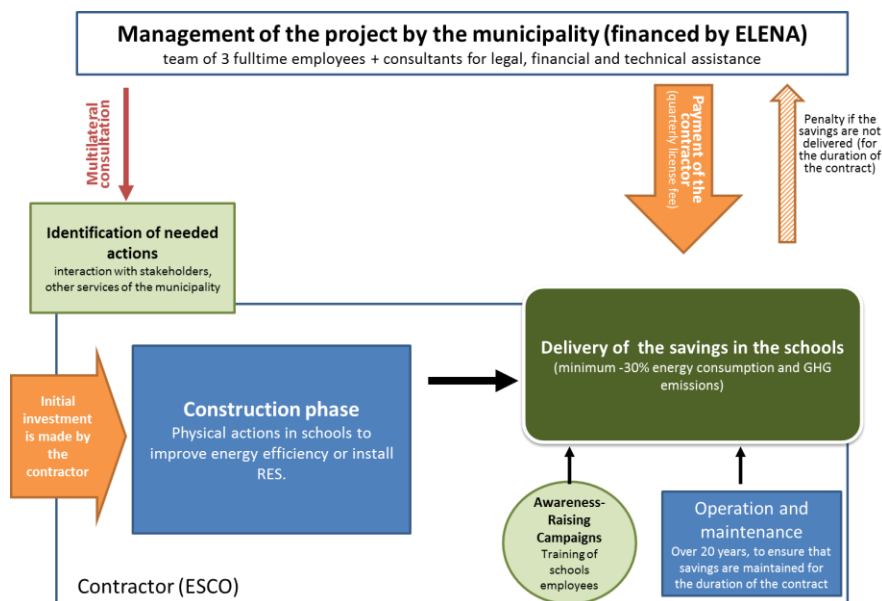 Management of the project by the municipality (financed by ELENA)
team of 3 fulltime employees + consultants for legal, financial and technical assistance
Multilateral
consultation
Payment of the
contractor
(quarterly license fee)
Penalty if the
savings are not
delivered (for
the duration of
the contract)
Identification of needed
actions
interaction with stakeholders,
other services of the municipality
Initial
investment
is made by
the
contractor
Construction phase
Physical actions in schools to
improve energy efficiency or install
RES.
Delivery of the savings in the schools
(minimum -30% energy consumption and GHG
emissions)
Awareness-
Raising
Campaigns
Training of
schools
employees
Operation and
maintenance
Over 20 years, to ensure that
savings are maintained for
the duration of the contract
Contractor (ESCO)